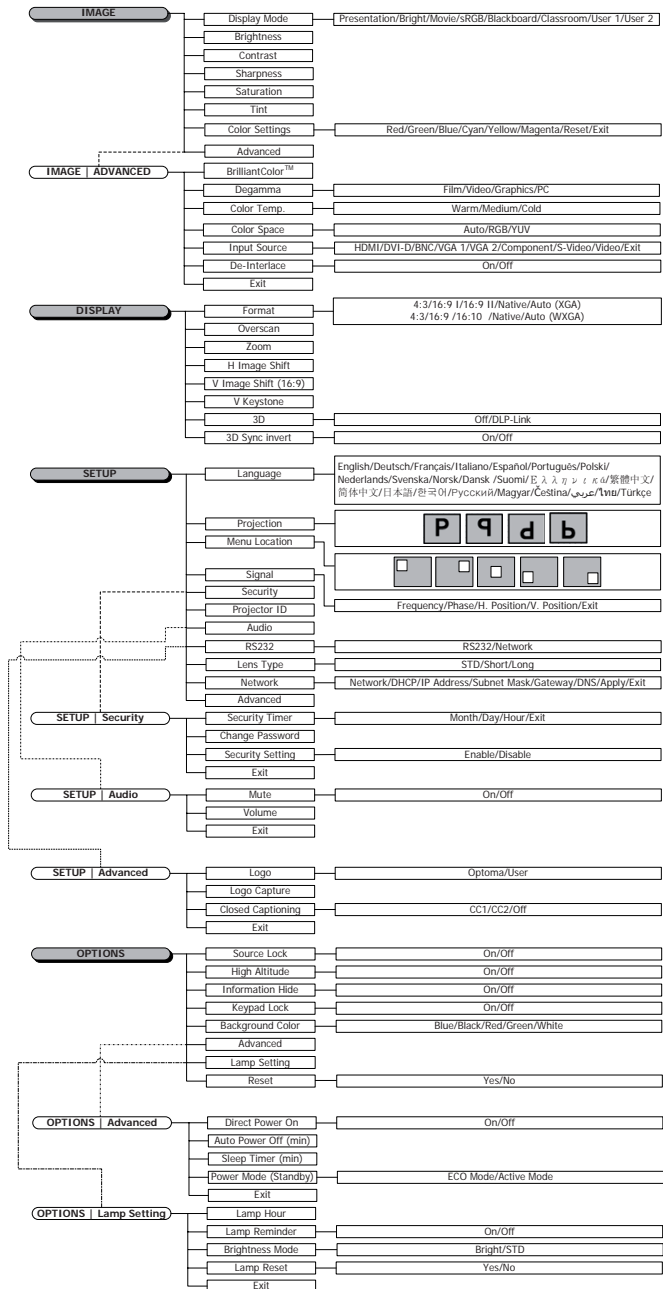 IMAGE
Display Mode
Presentation/Bright/Movie/sRGB/Blackboard/Classroom/User 1/User 2
Brightness
Contrast
Sharpness
Saturation
Tint
Color Settings
Red/Green/Blue/Cyan/Yellow/Magenta/Reset/Exit
Advanced
IMAGE | ADVANCED
BrilliantColor™
Degamma
Film/Video/Graphics/PC
Color Temp.
Warm/Medium/Cold
Color Space
Auto/RGB/YUV
Input Source
HDMI/DVI-D/BNC/VGA 1/VGA 2/Component/S-Video/Video/Exit
De-Interlace
On/Off
Exit
DISPLAY
Format
4:3/16:9 I/16:9 II/Native/Auto (XGA)
4:3/16:9 /16:10 /Native/Auto (WXGA)
Overscan
Zoom
H Image Shift
V Image Shift (16:9)
V Keystone
3D
Off/DLP-Link
3D Sync invert
On/Off
SETUP
Language
English/Deutsch/Français/Italiano/Español/Português/Polski/
Nederlands/Svenska/Norsk/Dansk /Suomi/Ελληνικά/繁體中文/
简体中文/日本語/한국어/Русский/Magyar/Čeština/عربي/ไทย/Türkçe
Projection
P P P P
Menu Location
Signal
Frequency/Phase/H. Position/V. Position/Exit
Security
Projector ID
Audio
RS232
RS232/Network
Lens Type
STD/Short/Long
Network
Network/DHCP/IP Address/Subnet Mask/Gateway/DNS/Apply/Exit
Advanced
SETUP | Security
Security Timer
Month/Day/Hour/Exit
Change Password
Security Setting
Enable/Disable
Exit
SETUP | Audio
Mute
On/Off
Volume
Exit
SETUP | Advanced
Logo
Optoma/User
Logo Capture
Closed Captioning
CC1/CC2/Off
Exit
OPTIONS
Source Lock
On/Off
High Altitude
On/Off
Information Hide
On/Off
Keypad Lock
On/Off
Background Color
Blue/Black/Red/Green/White
Advanced
Lamp Setting
Reset
Yes/No
OPTIONS | Advanced
Direct Power On
On/Off
Auto Power Off (min)
Sleep Timer (min)
Power Mode (Standby)
ECO Mode/Active Mode
Exit
OPTIONS | Lamp Setting
Lamp Hour
Lamp Reminder
On/Off
Brightness Mode
Bright/STD
Lamp Reset
Yes/No
Exit